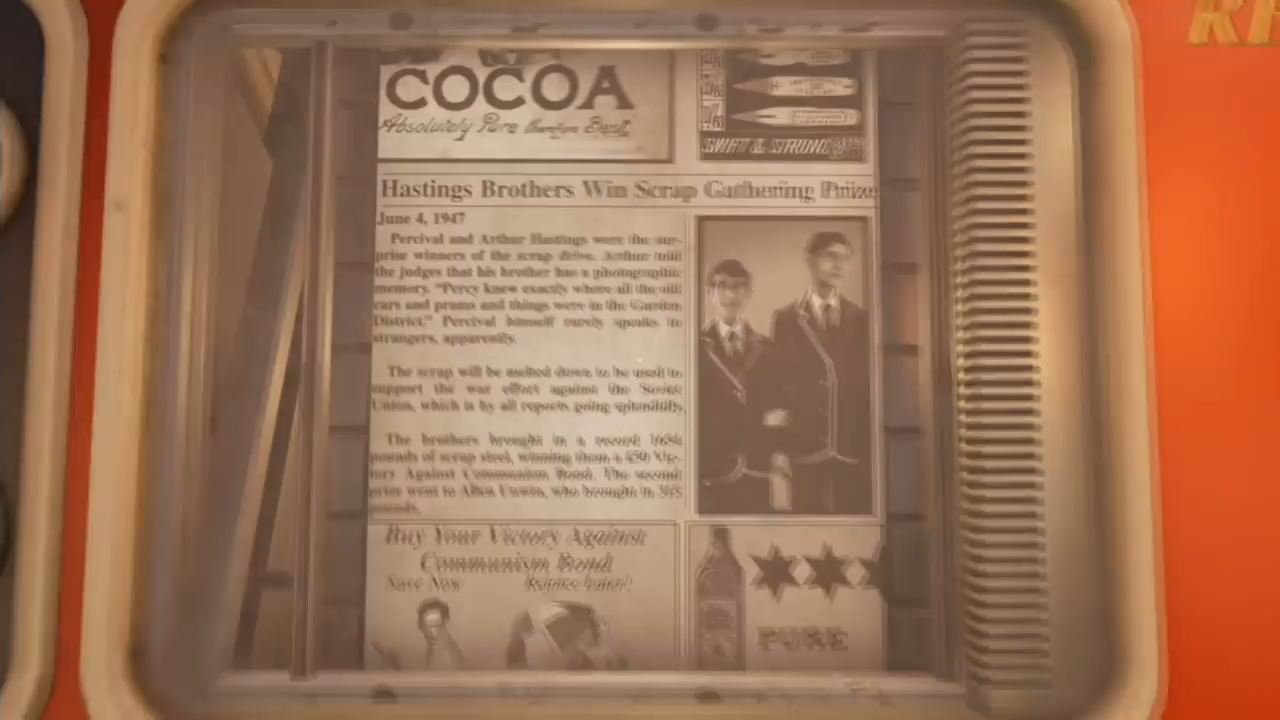 COCOA
Absolutely Pure therefore Best
SWIFT & STRONG
Hastings Brothers Win Scrap Gathering Prize
June 4, 1947
Percival and Arthur Hastings were the sur-
prise winners of the scrap drive. Arthur told
the judges that his brother has a photographic
memory. "Percy knew exactly where all the old
cars and prams and things were in the Garden
District." Percival himself rarely speaks to
strangers, apparently.
The scrap will be melted down to be used to
support the war effort against the Soviet
Union, which is by all reports going splendidly.
The brothers brought in a record
pounds of scrap steel, winning them a £50 Vic-
tory Against Communism Bond. The second
prize went to Allen Unwin, who brought in 315
pounds.
Buy Your Victory Against
Communism Bond
Save Now
Rejoice Later!
PURE